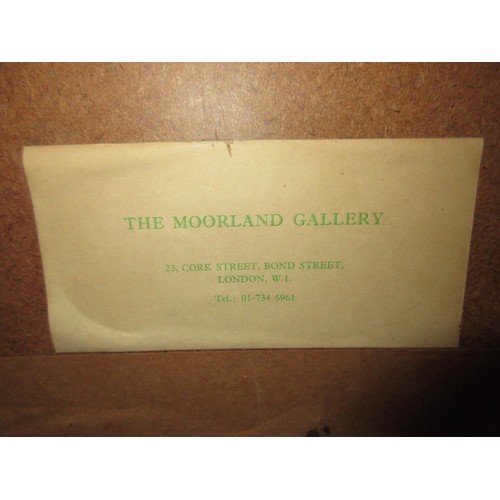 THE MOORLAND GALLERY
23, CORK STREET, BOND STREET,
LONDON, W.1.
Tel.: 01-734 6961